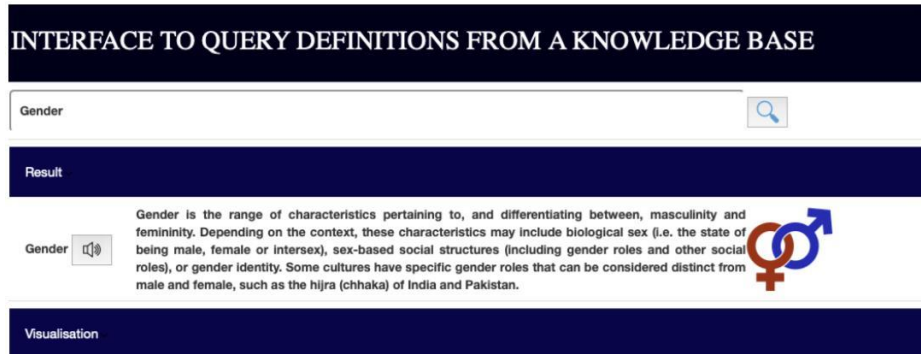 INTERFACE TO QUERY DEFINITIONS FROM A KNOWLEDGE BASE
Gender
Result
Gender
Gender is the range of characteristics pertaining to, and differentiating between, masculinity and
femininity. Depending on the context, these characteristics may include biological sex (i.e. the state of
being male, female or intersex), sex-based social structures (including gender roles and other social
roles), or gender identity. Some cultures have specific gender roles that can be considered distinct from
male and female, such as the hijra (chhaka) of India and Pakistan.
Visualisation